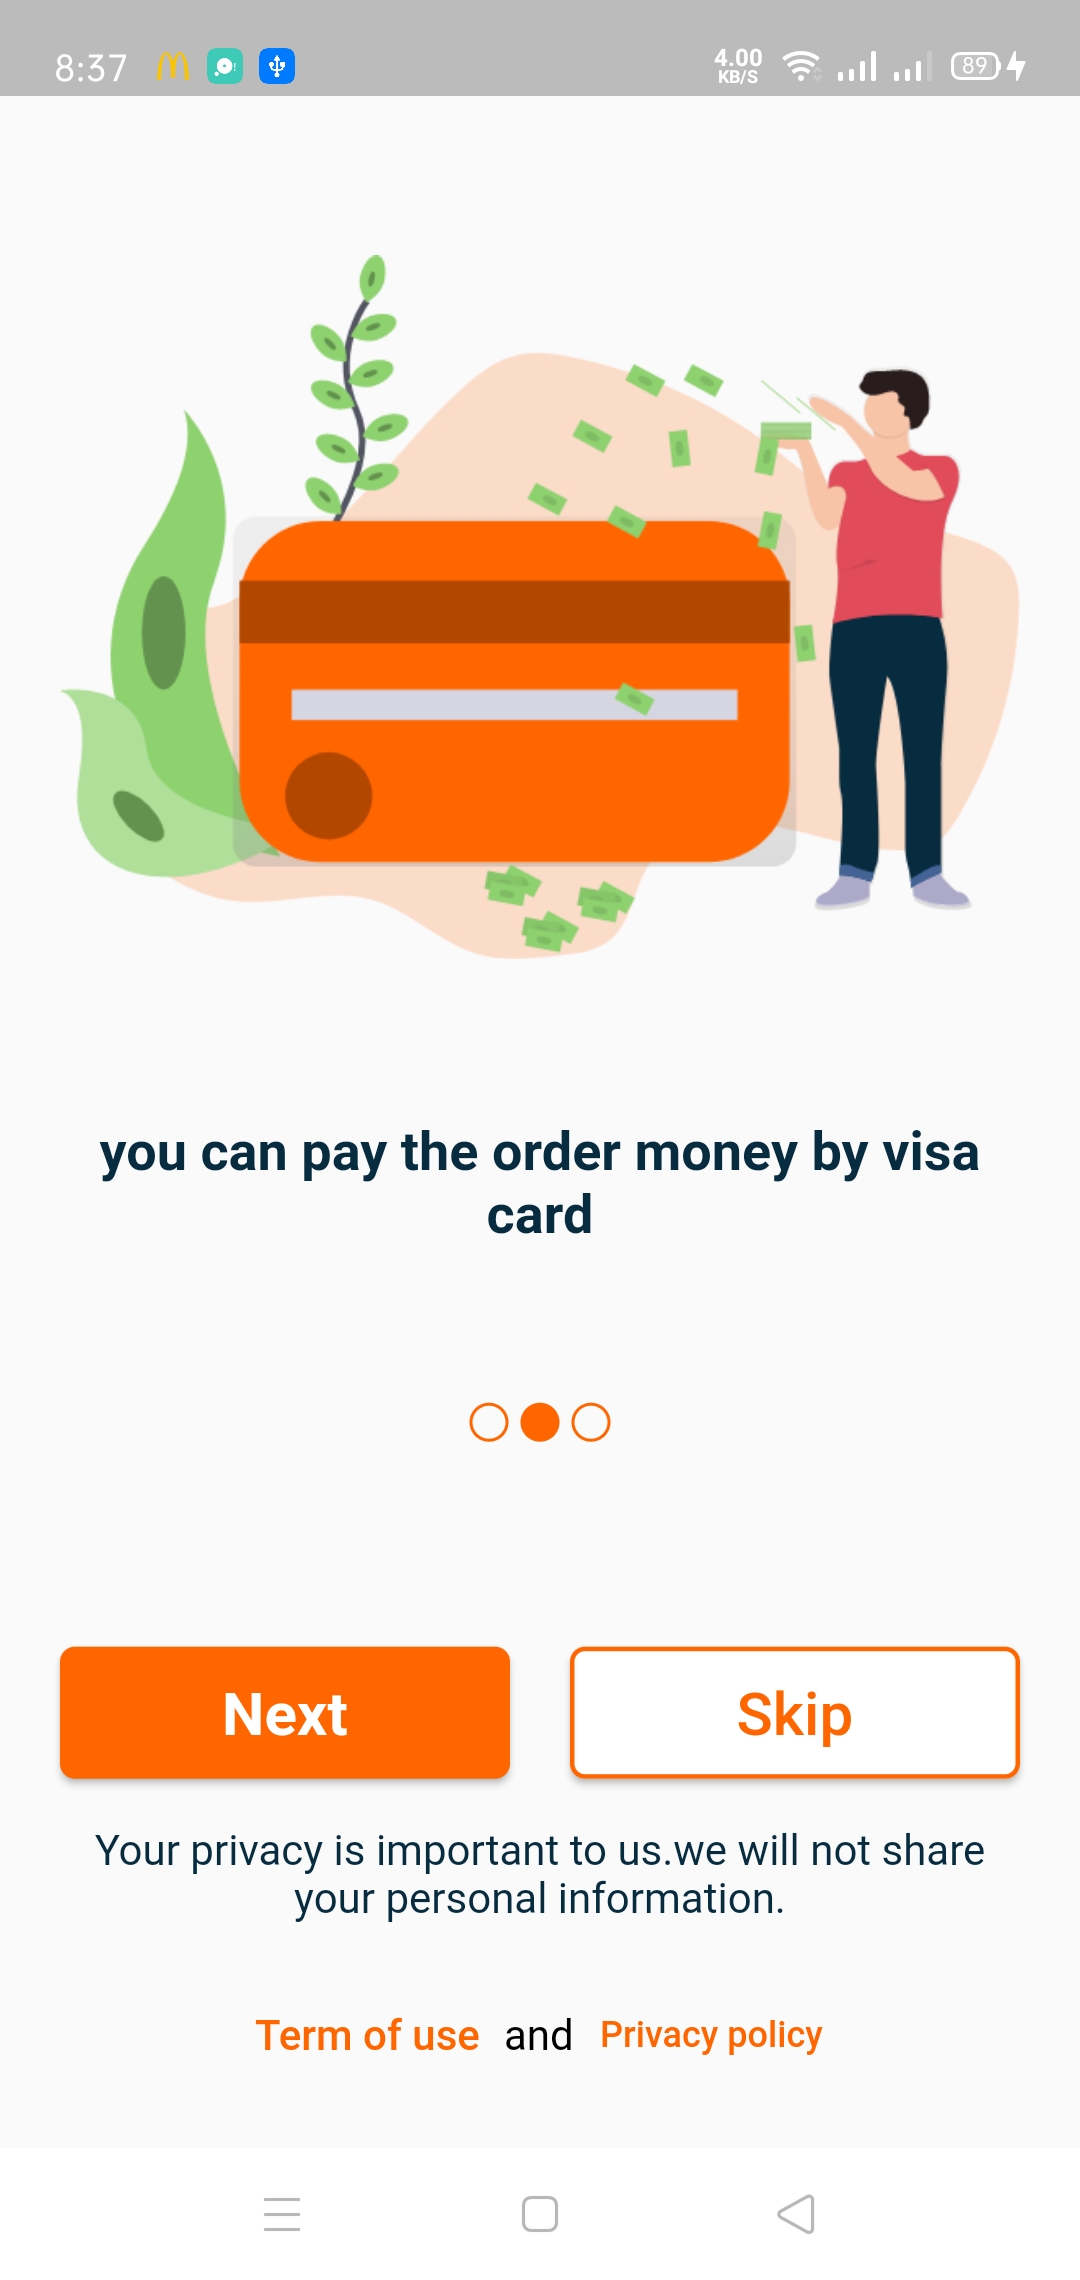 8:37
4.00
KB/S
89
you can pay the order money by visa
card
Next
Skip
Your privacy is important to us.we will not share
your personal information.
Term of use and Privacy policy